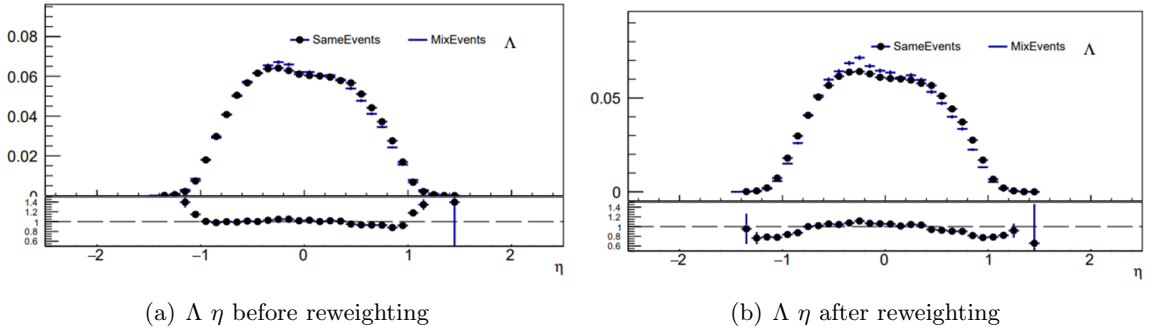 SameEvents MixEvents Λ
0.08
0.06
0.04
0.02
0
1.4
1.2
1
0.8
0.6
−2 −1 0 1 2
η
(a) Λ η before reweighting
SameEvents MixEvents Λ
0.05
0
1.4
1.2
1
0.8
0.6
−2 −1 0 1 2
η
(b) Λ η after reweighting